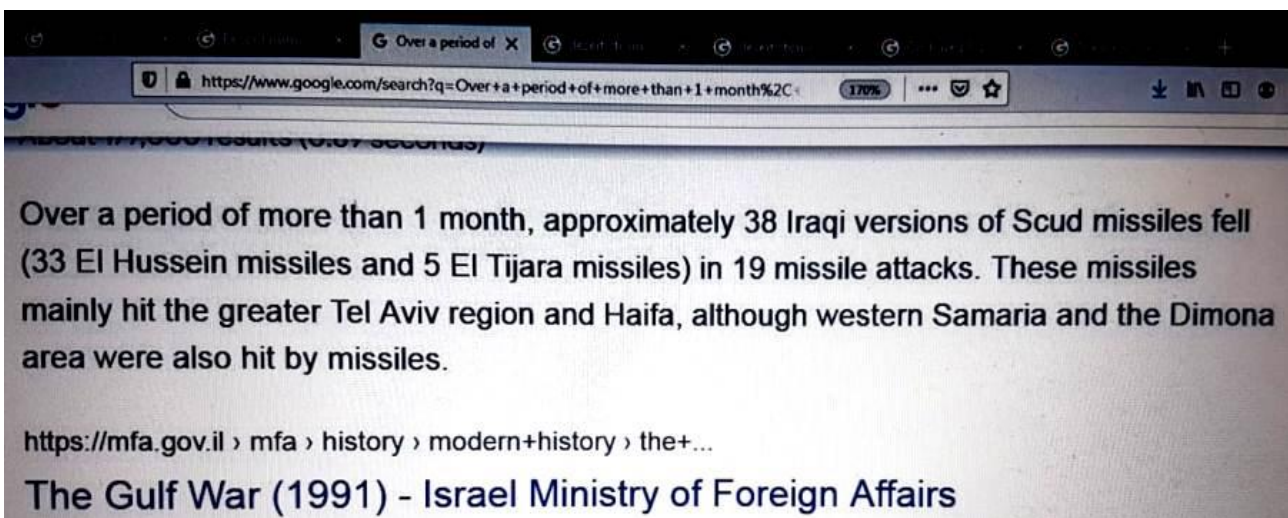 G Over a period of
https://www.google.com/search?q=Over+a+period+of+more+than+1+month%2C+
170%
Over a period of more than 1 month, approximately 38 Iraqi versions of Scud missiles fell
(33 El Hussein missiles and 5 El Tijara missiles) in 19 missile attacks. These missiles
mainly hit the greater Tel Aviv region and Haifa, although western Samaria and the Dimona
area were also hit by missiles.
https://mfa.gov.il › mfa › history › modern+history › the+...
The Gulf War (1991) - Israel Ministry of Foreign Affairs